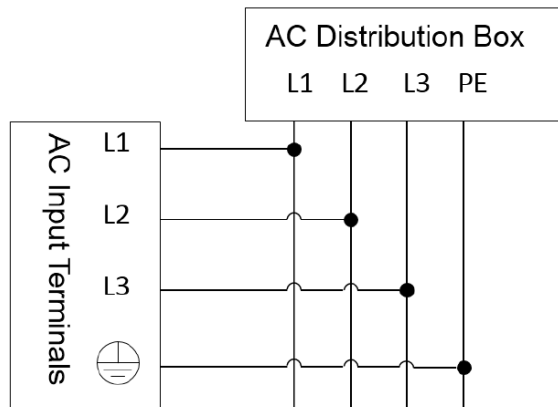 AC Distribution Box
L1 L2 L3 PE
AC Input Terminals
L1
L2
L3